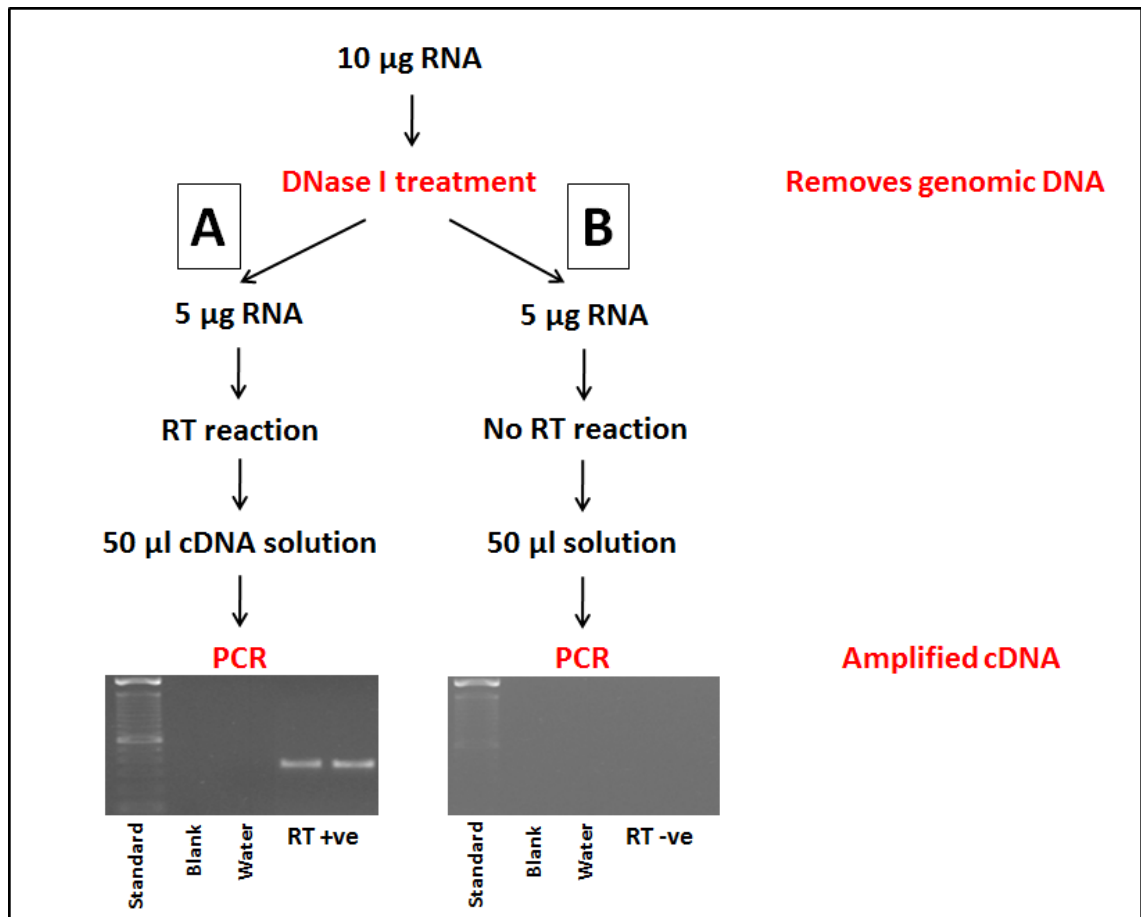 10 µg RNA
DNase I treatment
Removes genomic DNA
A
B
5 µg RNA
5 µg RNA
RT reaction
No RT reaction
50 µl cDNA solution
50 µl solution
PCR
PCR
Amplified cDNA
Standard
Blank
Water
RT +ve
Standard
Blank
Water
RT -ve